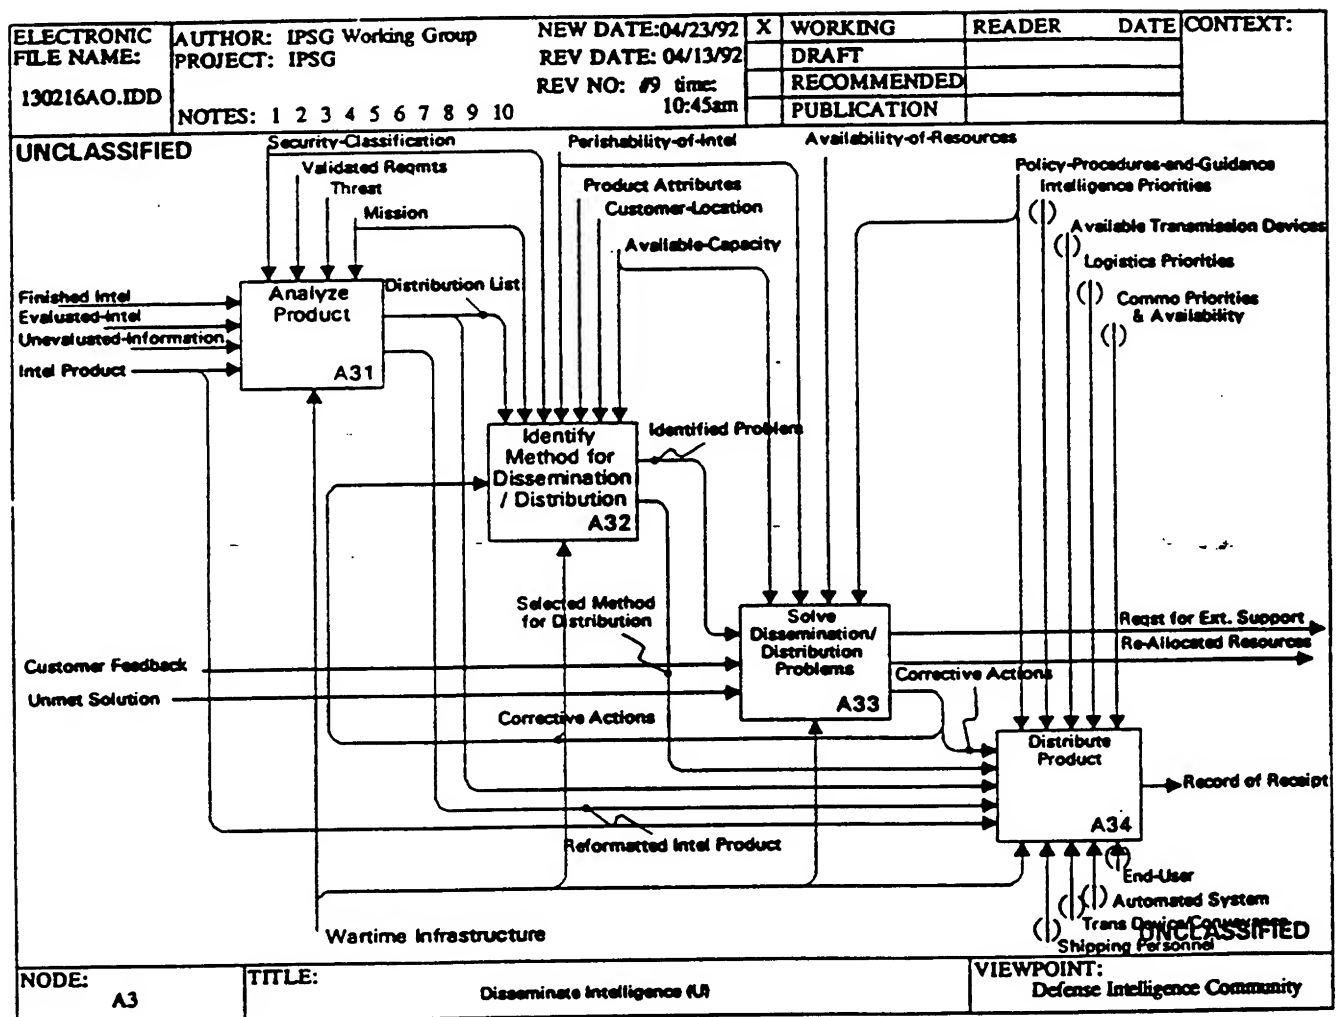 ELECTRONIC
FILE NAME:
130216AO.IDD
AUTHOR: IPSG Working Group
PROJECT: IPSG
NOTES: 1 2 3 4 5 6 7 8 9 10
NEW DATE:04/23/92
REV DATE: 04/13/92
REV NO: #9 time:
10:45am
X WORKING
DRAFT
RECOMMENDED
PUBLICATION
READER DATE
CONTEXT:
UNCLASSIFIED
Security-Classification
Validated Reqmts
Threat
Mission
Perishability-of-Intel
Product Attributes
Customer-Location
Available-Capacity
Availability-of-Resources
Policy-Procedures-and-Guidance
Intelligence Priorities
Available Transmission Devices
Logistics Priorities
Commo Priorities
& Availability
Finished Intel
Evaluated-Intel
Unevaluated-Information
Intel Product
Analyze
Product
A31
Distribution List
Identify
Method for
Dissemination
/ Distribution
A32
Identified Problem
Selected Method
for Distribution
Solve
Dissemination/
Distribution
Problems
A33
Reqst for Ext. Support
Re-Allocated Resources
Customer Feedback
Unmet Solution
Corrective Actions
Corrective Actions
Distribute
Product
A34
Record of Receipt
Reformatted Intel Product
End-User
Automated System
Trans Device/Conveyance
UNCLASSIFIED
Shipping Personnel
Wartime Infrastructure
NODE:
A3
TITLE:
Disseminate Intelligence (U)
VIEWPOINT:
Defense Intelligence Community